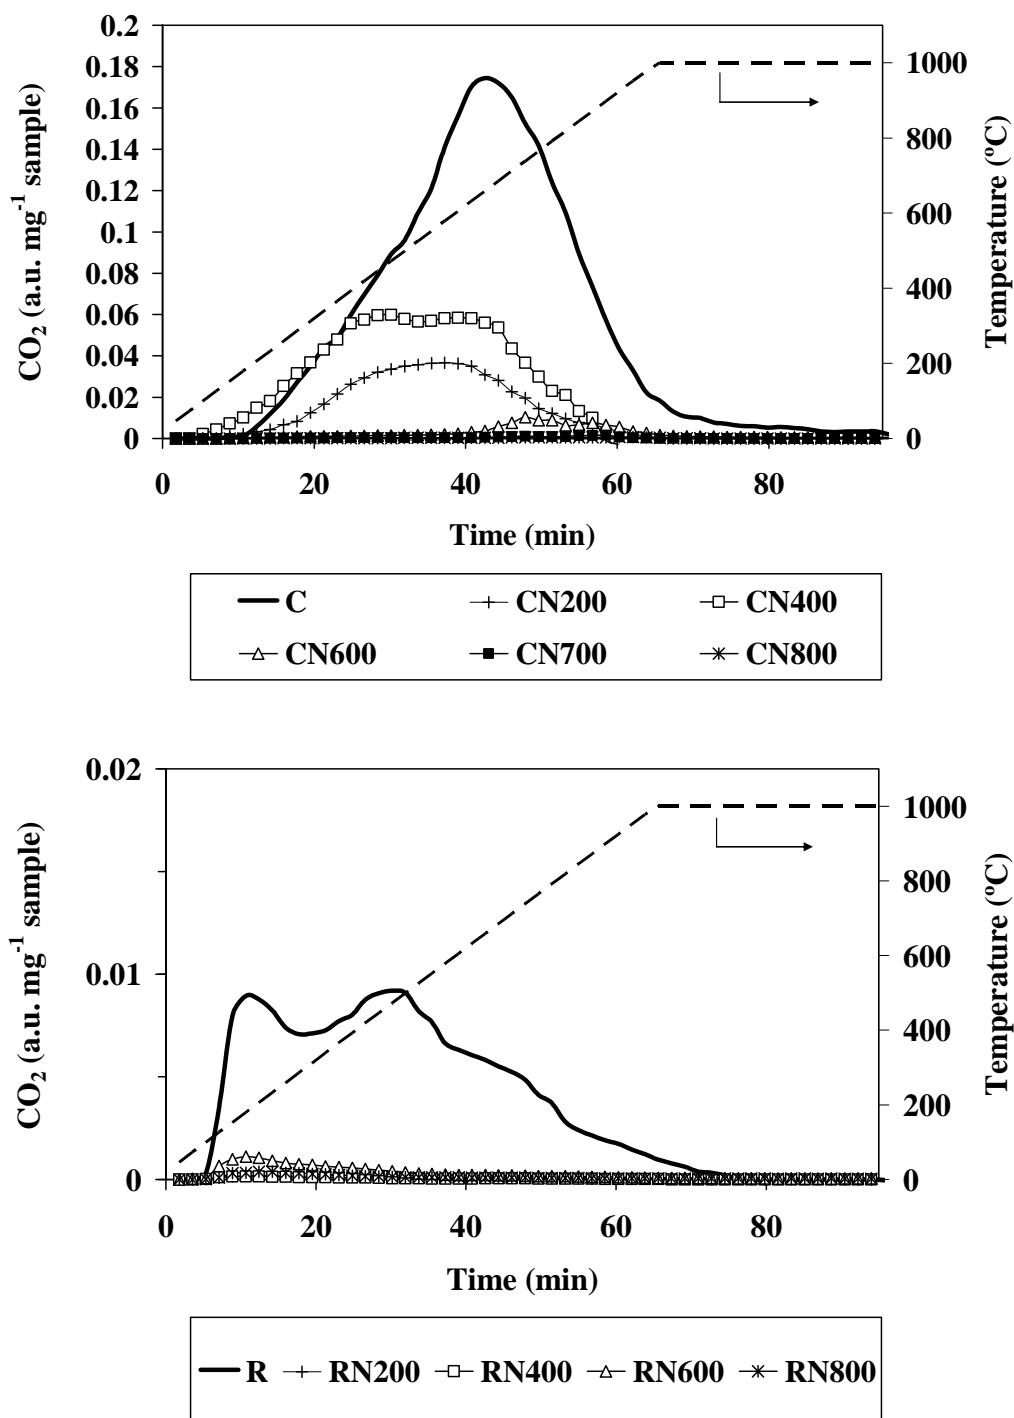 0.2
0.18
0.16
0.14
0.12
0.1
0.08
0.06
0.04
0.02
0
CO₂ (a.u. mg⁻¹ sample)
1000
800
600
400
200
0
Temperature (ºC)
0 20 40 60 80
Time (min)
C CN200 CN400
CN600 CN700 CN800
0.02
0.01
0
CO₂ (a.u. mg⁻¹ sample)
1000
800
600
400
200
0
Temperature (ºC)
0 20 40 60 80
Time (min)
R RN200 RN400 RN600 RN800